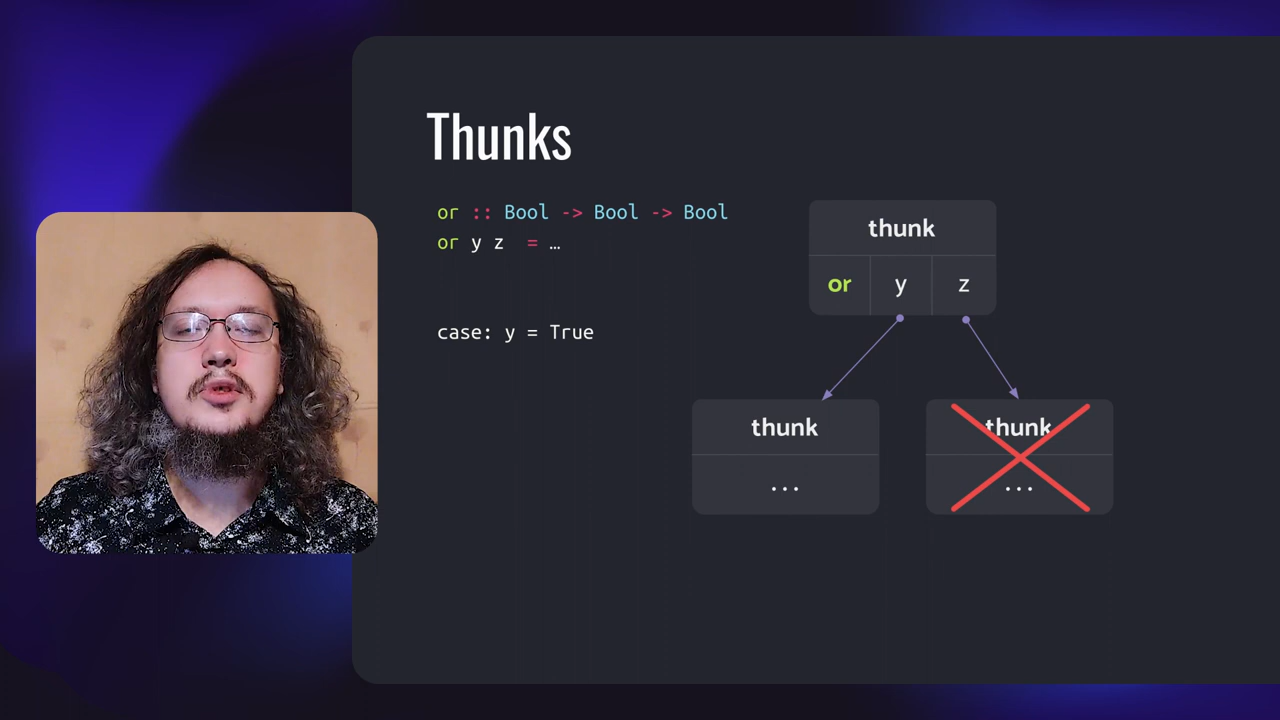 Thunks
or :: Bool -> Bool -> Bool
or y z  = …
case: y = True
thunk
or y z
thunk
...
thunk
...